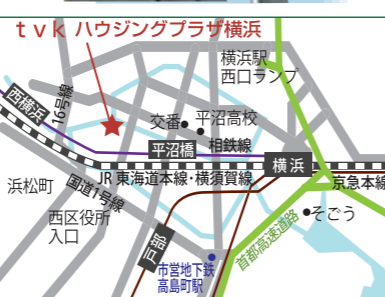 ｔｖｋ ハウジングプラザ横浜
横浜駅
西口ランプ
16号線
西横浜
交番
平沼高校
平沼橋
相鉄線
横浜
JR 東海道本線・横須賀線
京急本線
浜松町
国道1号線
西区役所
入口
戸部
そごう
首都高速道路
市営地下鉄
高島町駅